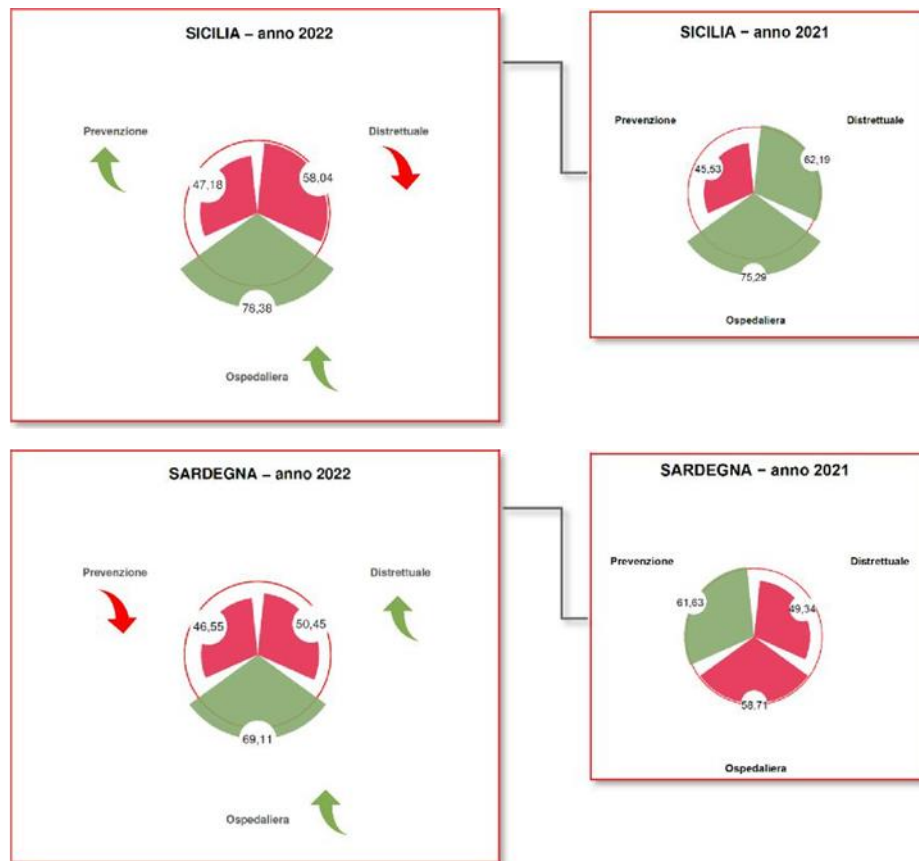 SICILIA – anno 2022
Prevenzione
Distrettuale
47,18
58,04
76,38
Ospedaliera
SICILIA – anno 2021
Prevenzione
Distrettuale
45,53
62,19
75,29
Ospedaliera
SARDEGNA – anno 2022
Prevenzione
Distrettuale
46,55
50,45
69,11
Ospedaliera
SARDEGNA – anno 2021
Prevenzione
Distrettuale
61,63
49,34
58,71
Ospedaliera